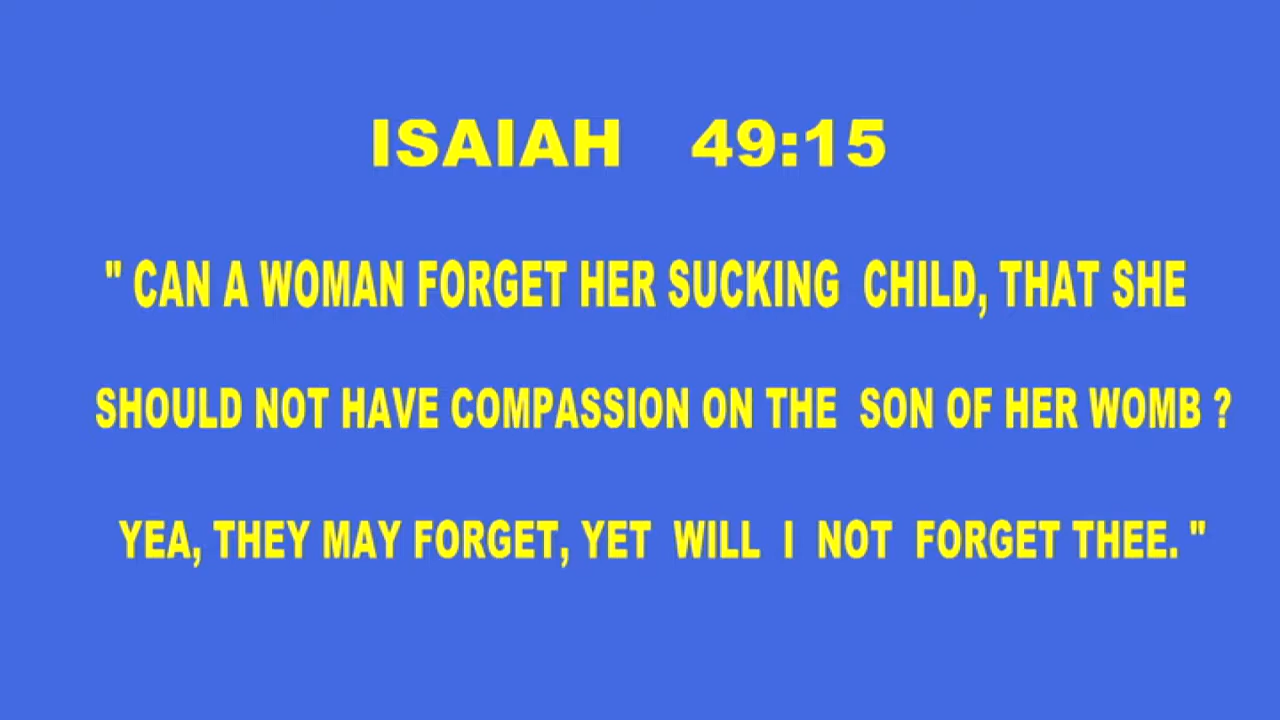 ISAIAH 49:15
" CAN A WOMAN FORGET HER SUCKING CHILD, THAT SHE
SHOULD NOT HAVE COMPASSION ON THE SON OF HER WOMB ?
YEA, THEY MAY FORGET, YET WILL I NOT FORGET THEE. "